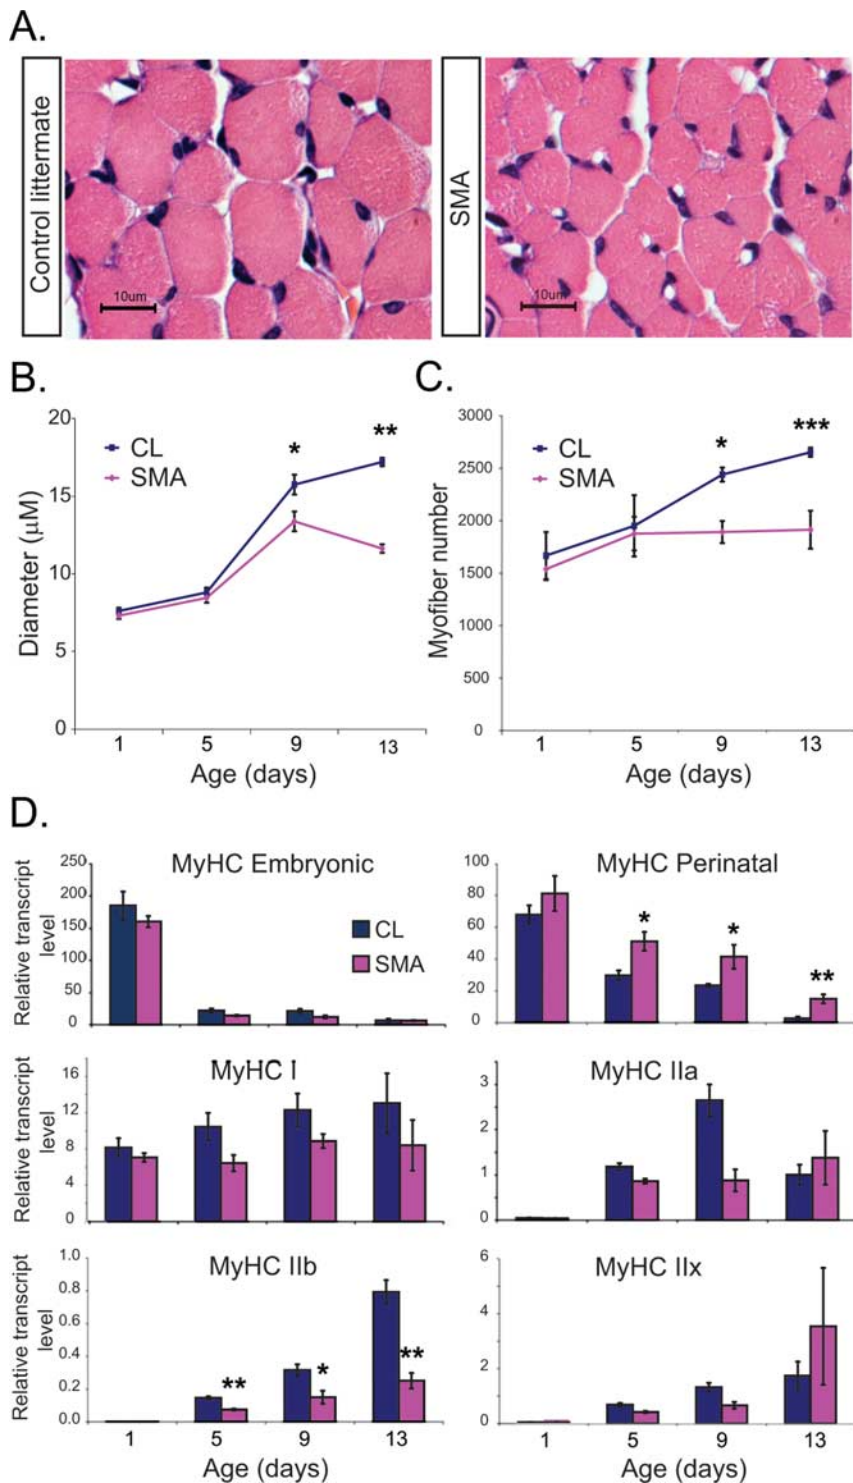 A.
Control littermate
10um
SMA
10um
B.
20
15
10
5
0
Diameter (μM)
CL
SMA
*
**
1 5 9 13
Age (days)
C.
3000
2500
2000
1500
1000
500
0
Myofiber number
CL
SMA
*
***
1 5 9 13
Age (days)
D.
MyHC Embryonic
Relative transcript
level
250
200
150
100
50
0
CL
SMA
MyHC Perinatal
100
80
60
40
20
0
*
*
**
MyHC I
Relative transcript
level
16
12
8
4
0
MyHC IIa
3
2
1
0
MyHC IIb
Relative transcript
level
1.0
0.8
0.6
0.4
0.2
0.0
**
*
**
1 5 9 13
Age (days)
MyHC IIx
6
4
2
0
1 5 9 13
Age (days)